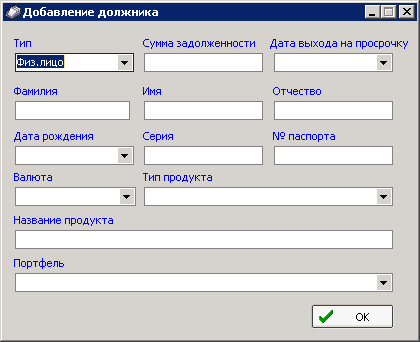 Добавление должника
Тип Сумма задолженности Дата выхода на просрочку
Физ.лицо
Фамилия Имя Отчество
Дата рождения Серия № паспорта
Валюта Тип продукта
Название продукта
Портфель
OK